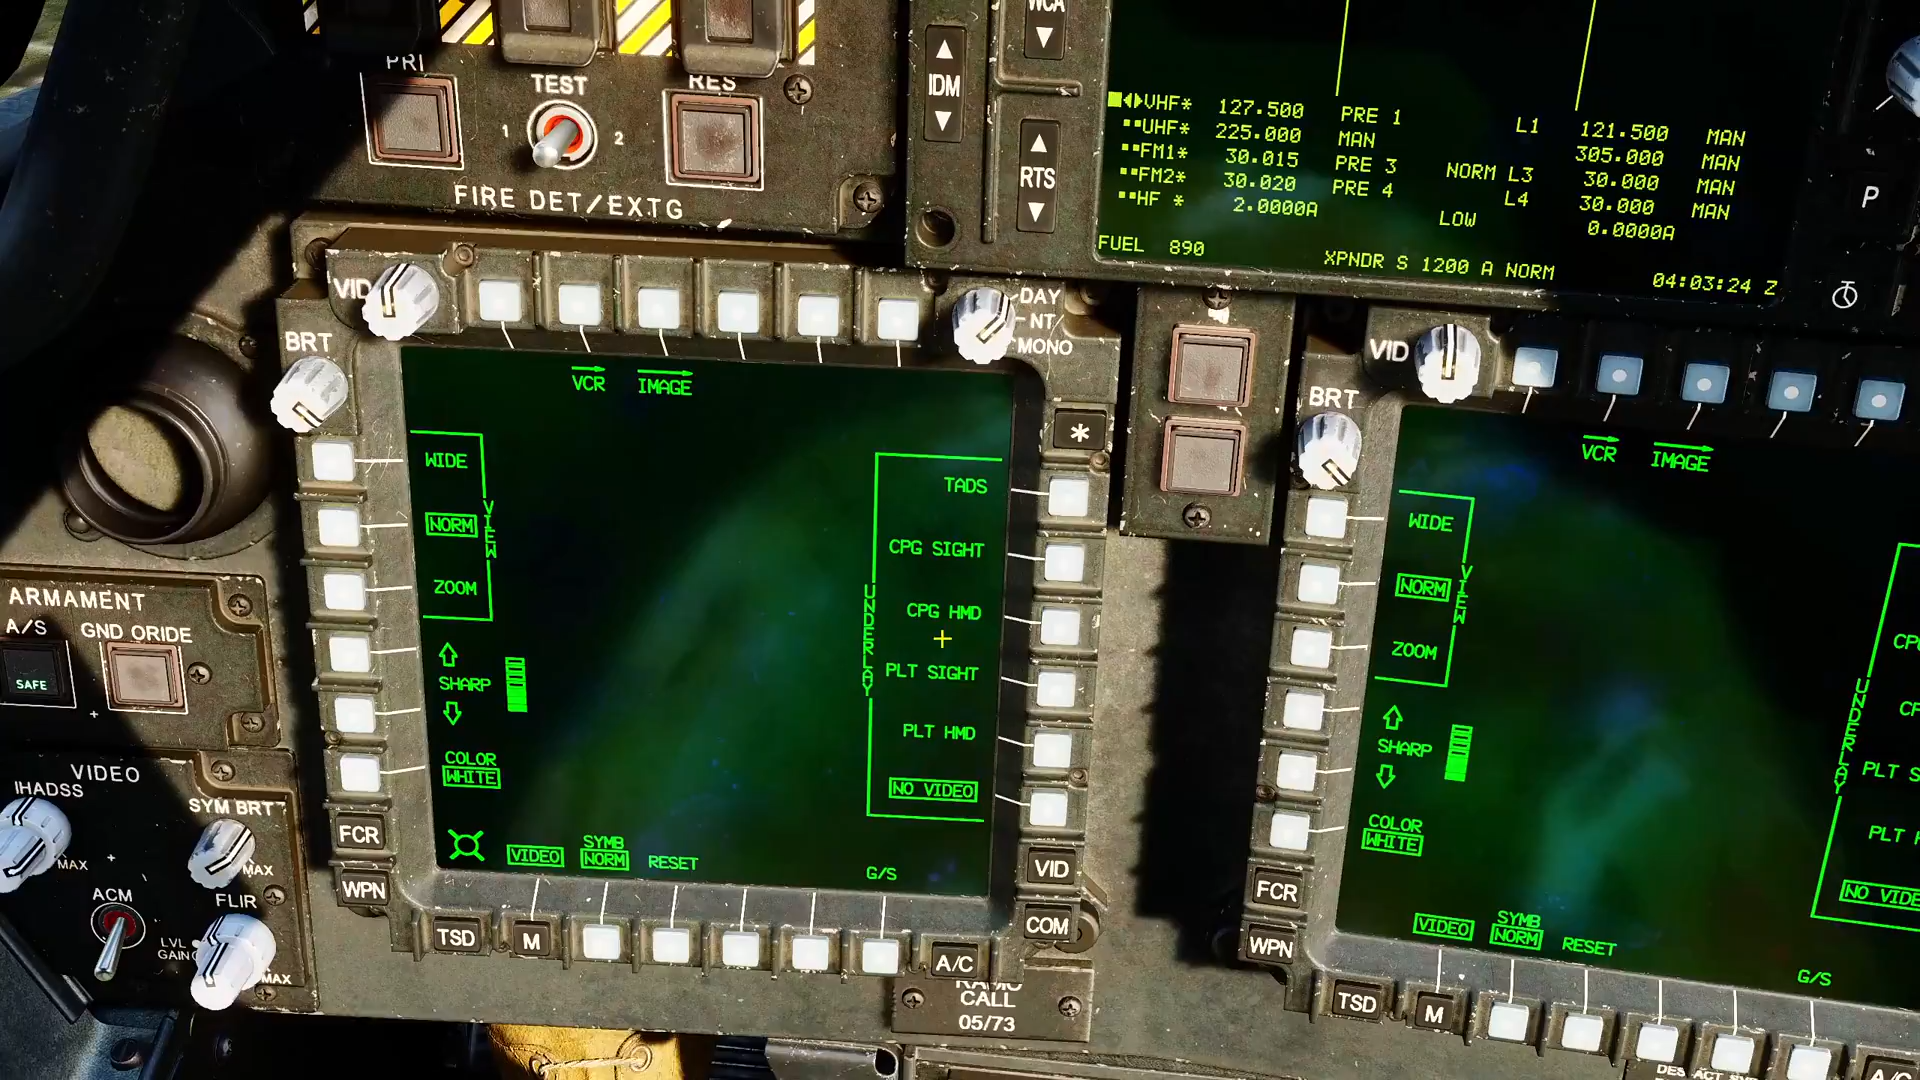 PRI
TEST
RES
1
2
FIRE DET/EXTG
WCA
IDM
RTS
VHF* 127.500 PRE 1 L1 121.500 MAN
UHF* 225.000 MAN 305.000 MAN
FM1* 30.015 PRE 3 NORM L3 30.000 MAN
FM2* 30.020 PRE 4 L4 30.000 MAN
HF * 2.0000A LOW 0.0000A
FUEL 890 XPNDR S 1200 A NORM 04:03:24 Z
P
VID
BRT
DAY
NT
MONO
VCR IMAGE
WIDE
NORM
ZOOM
VIEW
SHARP
COLOR
WHITE
VIDEO
SYMB
NORM
RESET
G/S
TADS
CPG SIGHT
CPG HMD
PLT SIGHT
PLT HMD
NO VIDEO
UNDERLAY
*
FCR
WPN
TSD
M
A/C
COM
VID
RADIO
CALL
05/73
ARMAMENT
A/S
GND ORIDE
SAFE
VIDEO
IHADSS
SYM BRT
MAX
MAX
ACM
FLIR
LVL
GAIN
MAX
VID
BRT
VCR IMAGE
WIDE
NORM
ZOOM
VIEW
SHARP
COLOR
WHITE
VIDEO
SYMB
NORM
RESET
G/S
UNDERLAY
PLT S
PLT H
NO VIDE
FCR
WPN
TSD
M
A/C